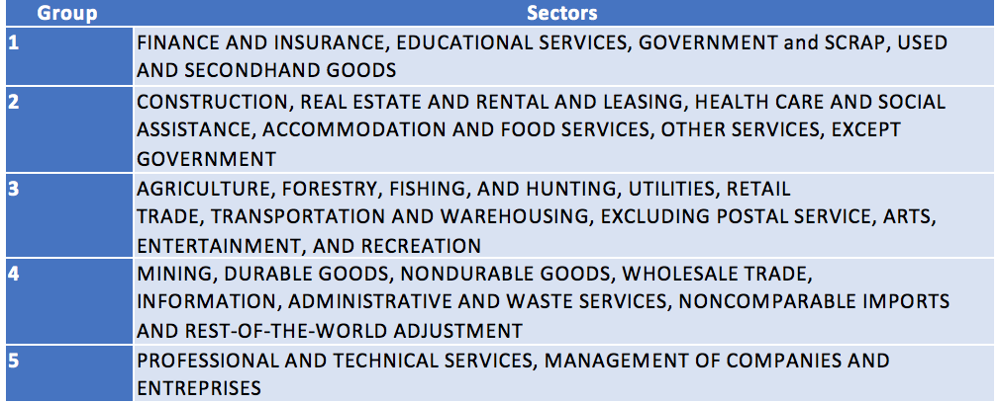 Group Sectors
1 FINANCE AND INSURANCE, EDUCATIONAL SERVICES, GOVERNMENT and SCRAP, USED
AND SECONDHAND GOODS
2 CONSTRUCTION, REAL ESTATE AND RENTAL AND LEASING, HEALTH CARE AND SOCIAL
ASSISTANCE, ACCOMMODATION AND FOOD SERVICES, OTHER SERVICES, EXCEPT
GOVERNMENT
3 AGRICULTURE, FORESTRY, FISHING, AND HUNTING, UTILITIES, RETAIL
TRADE, TRANSPORTATION AND WAREHOUSING, EXCLUDING POSTAL SERVICE, ARTS,
ENTERTAINMENT, AND RECREATION
4 MINING, DURABLE GOODS, NONDURABLE GOODS, WHOLESALE TRADE,
INFORMATION, ADMINISTRATIVE AND WASTE SERVICES, NONCOMPARABLE IMPORTS
AND REST-OF-THE-WORLD ADJUSTMENT
5 PROFESSIONAL AND TECHNICAL SERVICES, MANAGEMENT OF COMPANIES AND
ENTREPRISES